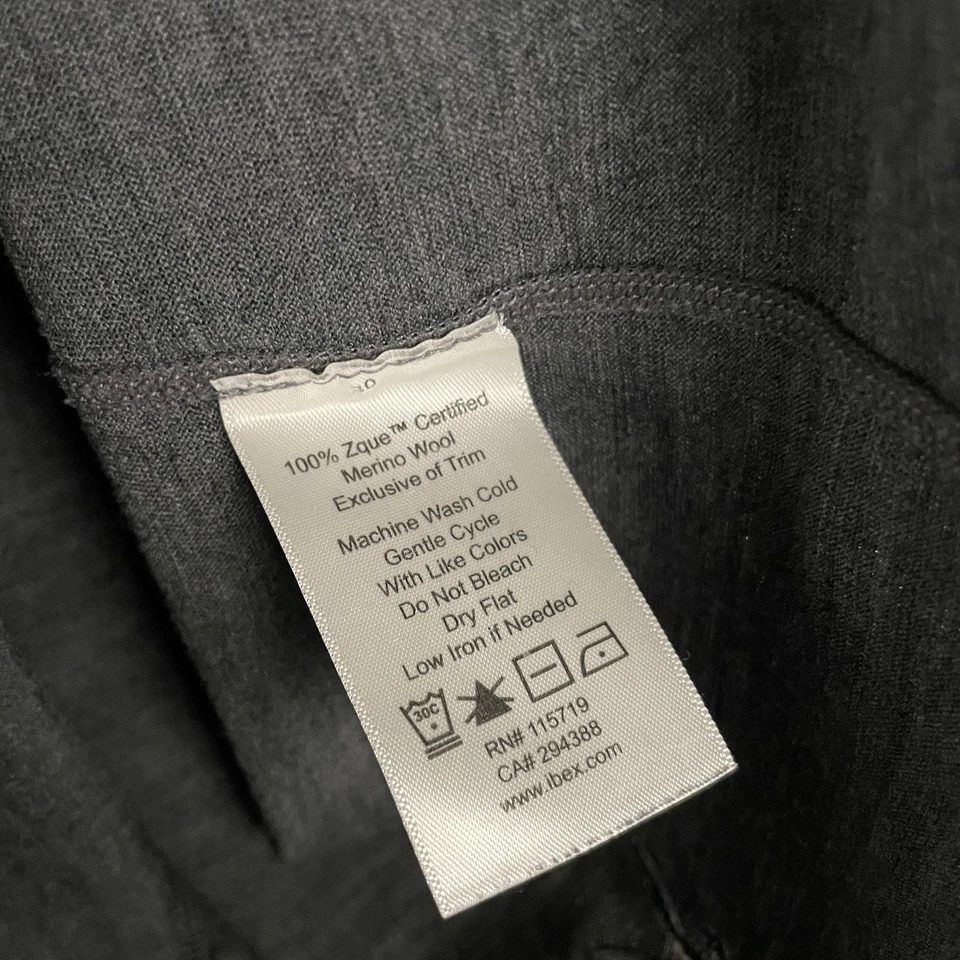 100% Zque™ Certified
Merino Wool
Exclusive of Trim
Machine Wash Cold
Gentle Cycle
With Like Colors
Do Not Bleach
Dry Flat
Low Iron if Needed
30C
RN# 115719
CA# 294388
www.ibex.com